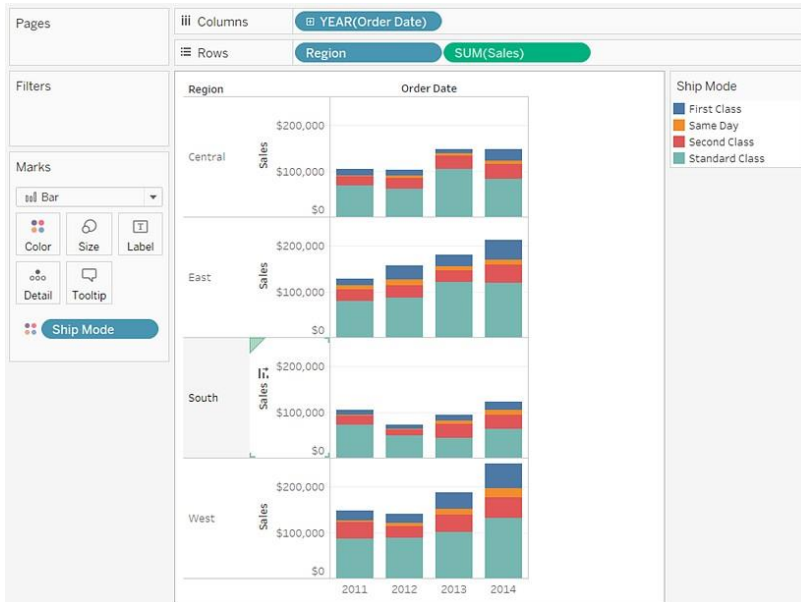 Pages
Columns
YEAR(Order Date)
Rows
Region
SUM(Sales)
Filters
Marks
Bar
Color
Size
Label
Detail
Tooltip
Ship Mode
Region
Order Date
Central
Sales
$200,000
$100,000
$0
East
Sales
$200,000
$100,000
$0
South
Sales
$200,000
$100,000
$0
West
Sales
$200,000
$100,000
$0
2011 2012 2013 2014
Ship Mode
First Class
Same Day
Second Class
Standard Class